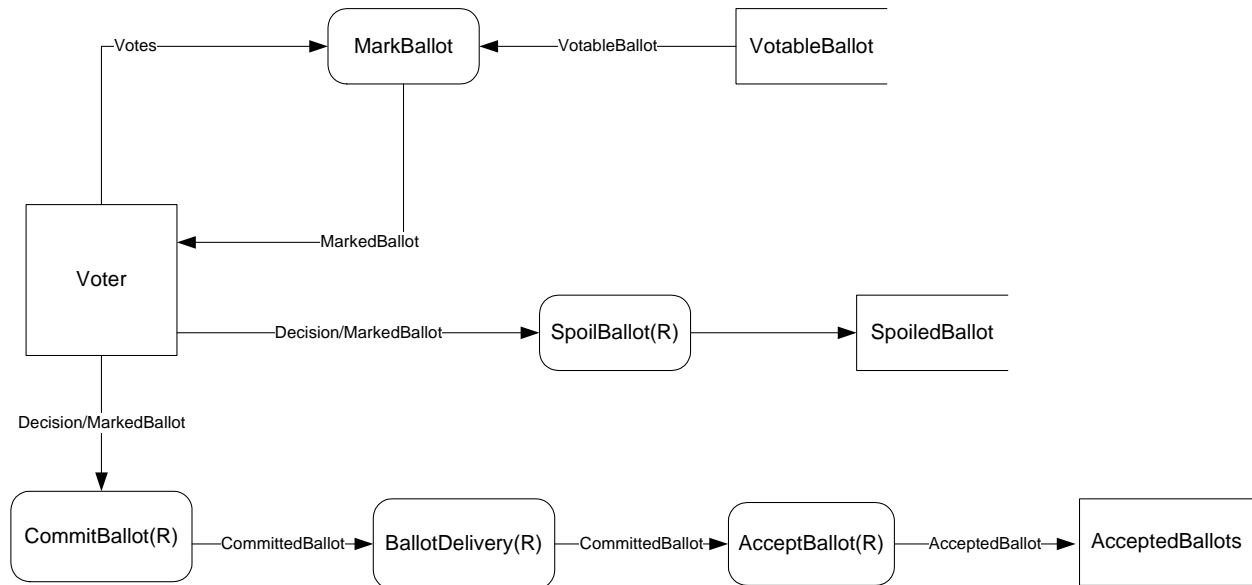 Votes
MarkBallot
VotableBallot
VotableBallot
MarkedBallot
Voter
Decision/MarkedBallot
SpoilBallot(R)
SpoiledBallot
Decision/MarkedBallot
CommitBallot(R)
CommittedBallot
BallotDelivery(R)
CommittedBallot
AcceptBallot(R)
AcceptedBallot
AcceptedBallots